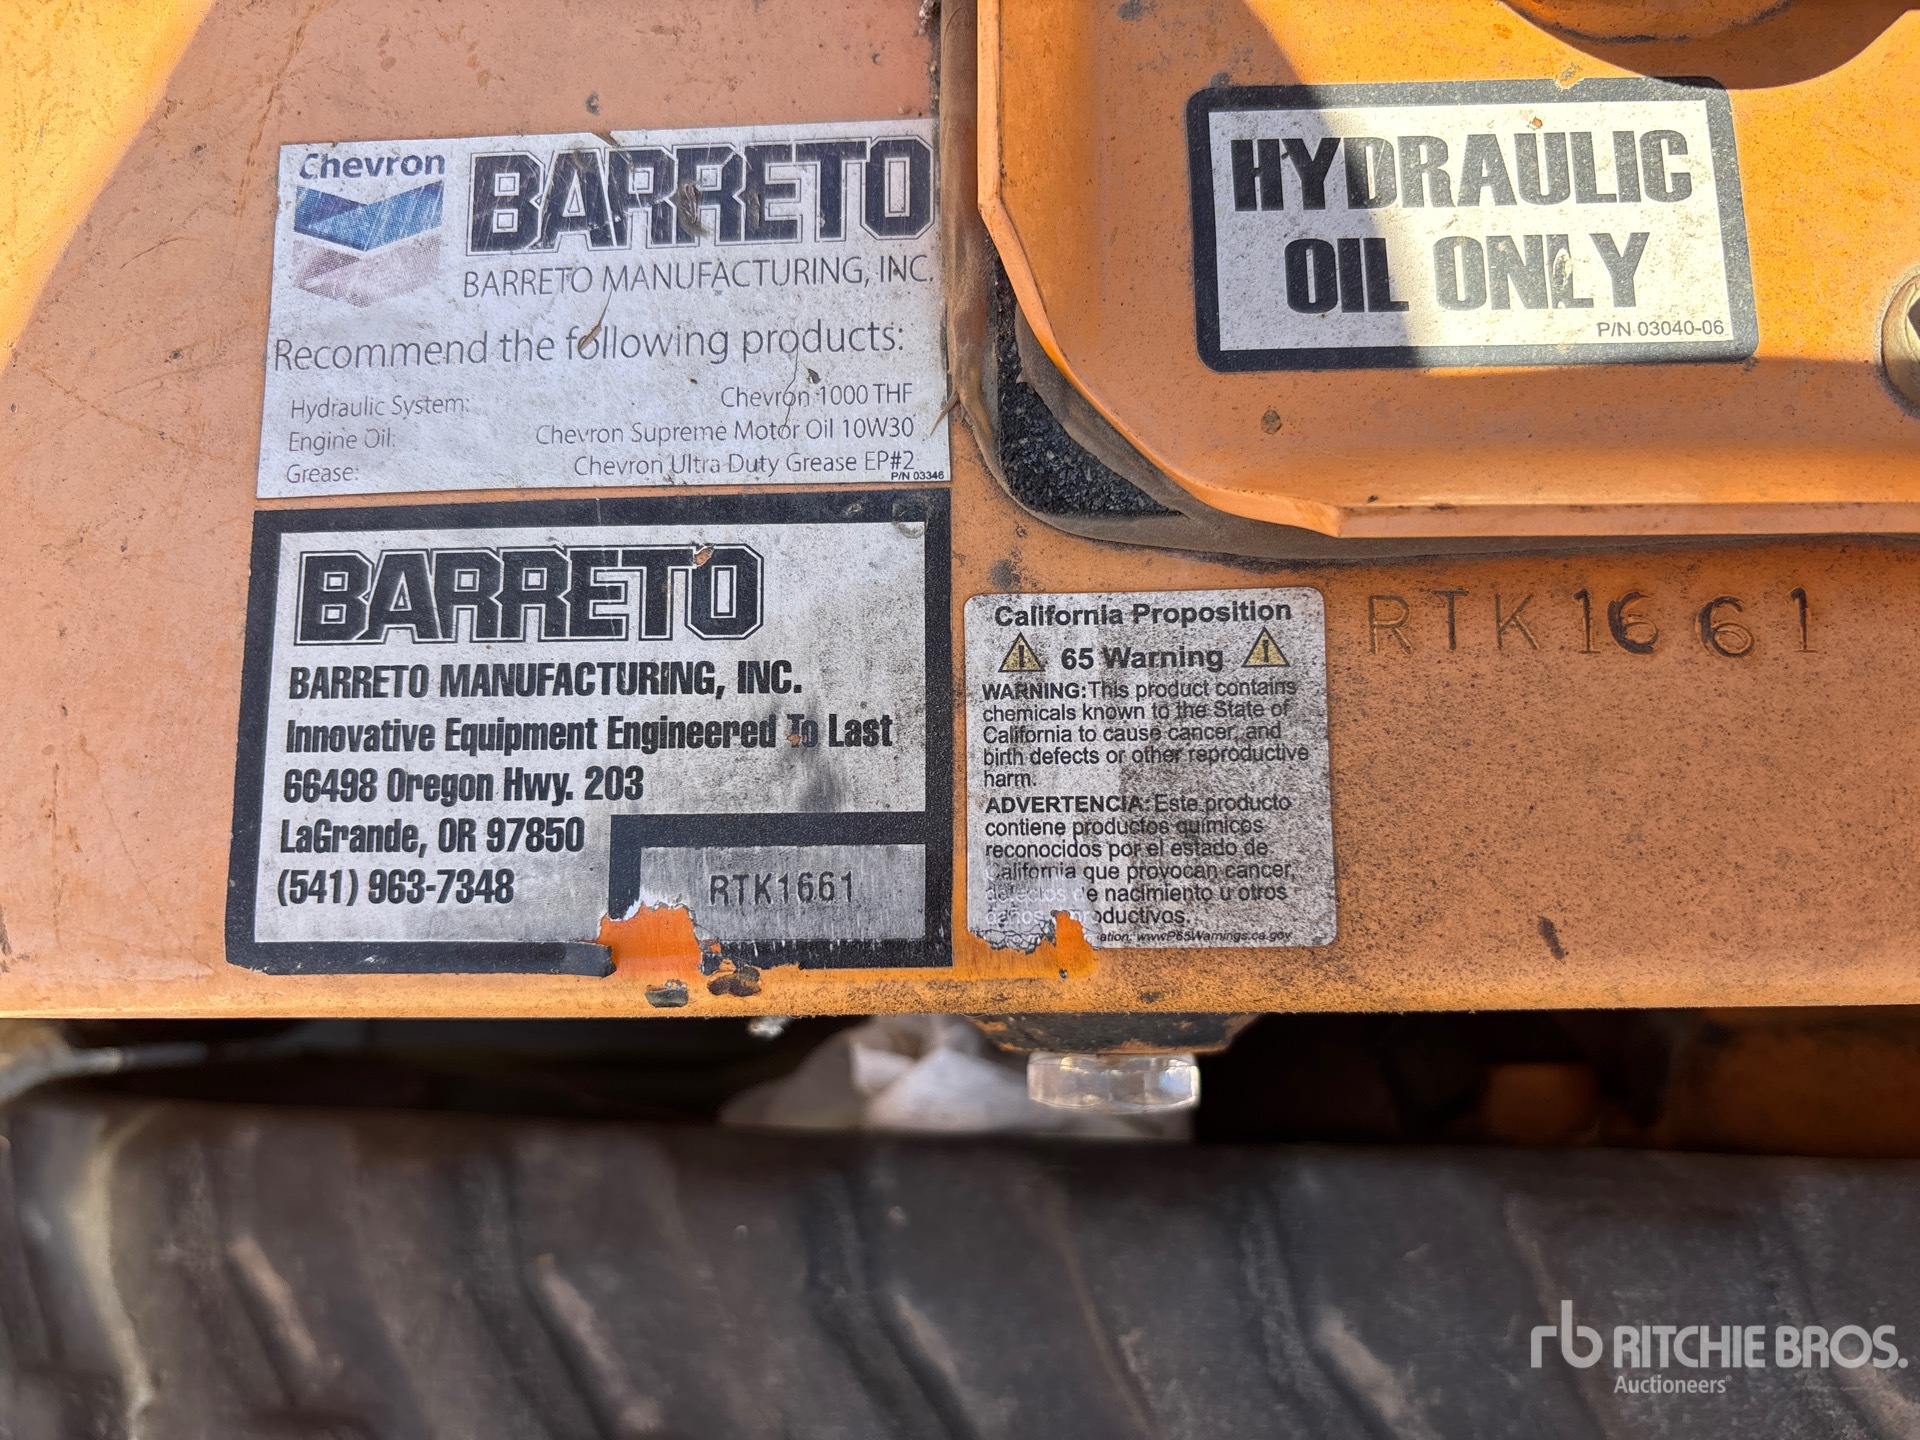 Chevron
BARRETO
BARRETO MANUFACTURING, INC.
Recommend the following products:
Hydraulic System: Chevron 1000 THF
Engine Oil: Chevron Supreme Motor Oil 10W30
Grease: Chevron Ultra Duty Grease EP#2
P/N 03346
HYDRAULIC
OIL ONLY
P/N 03040-06
BARRETO
BARRETO MANUFACTURING, INC.
Innovative Equipment Engineered To Last
66498 Oregon Hwy. 203
LaGrande, OR 97850
(541) 963-7348
RTK1661
California Proposition
65 Warning
WARNING: This product contains
chemicals known to the State of
California to cause cancer, and
birth defects or other reproductive
harm.
ADVERTENCIA: Este producto
contiene productos químicos
reconocidos por el estado de
California que provocan cancer,
defectos de nacimiento u otros
daños
www.P65Warnings.ca.gov
RTK1661
rb RITCHIE BROS.
Auctioneers